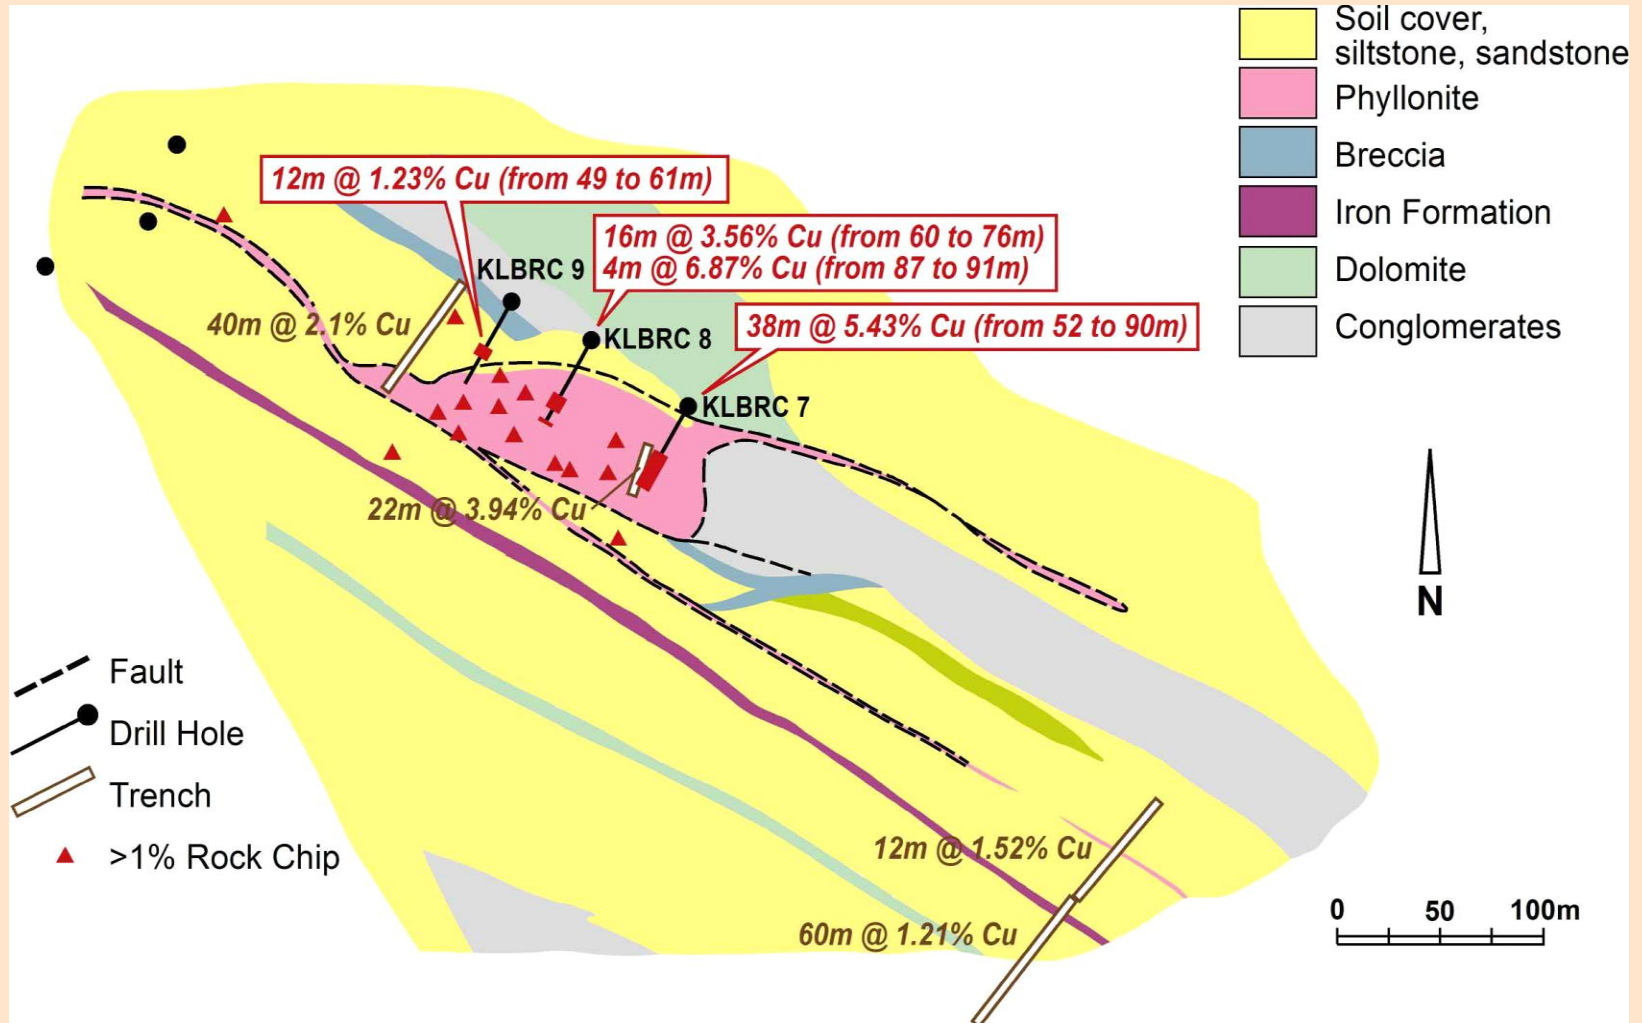 Soil cover,
siltstone, sandstone
Phyllonite
Breccia
Iron Formation
Dolomite
Conglomerates
12m @ 1.23% Cu (from 49 to 61m)
16m @ 3.56% Cu (from 60 to 76m)
4m @ 6.87% Cu (from 87 to 91m)
38m @ 5.43% Cu (from 52 to 90m)
KLBRC 9
KLBRC 8
KLBRC 7
40m @ 2.1% Cu
22m @ 3.94% Cu
12m @ 1.52% Cu
60m @ 1.21% Cu
N
Fault
Drill Hole
Trench
>1% Rock Chip
0 50 100m